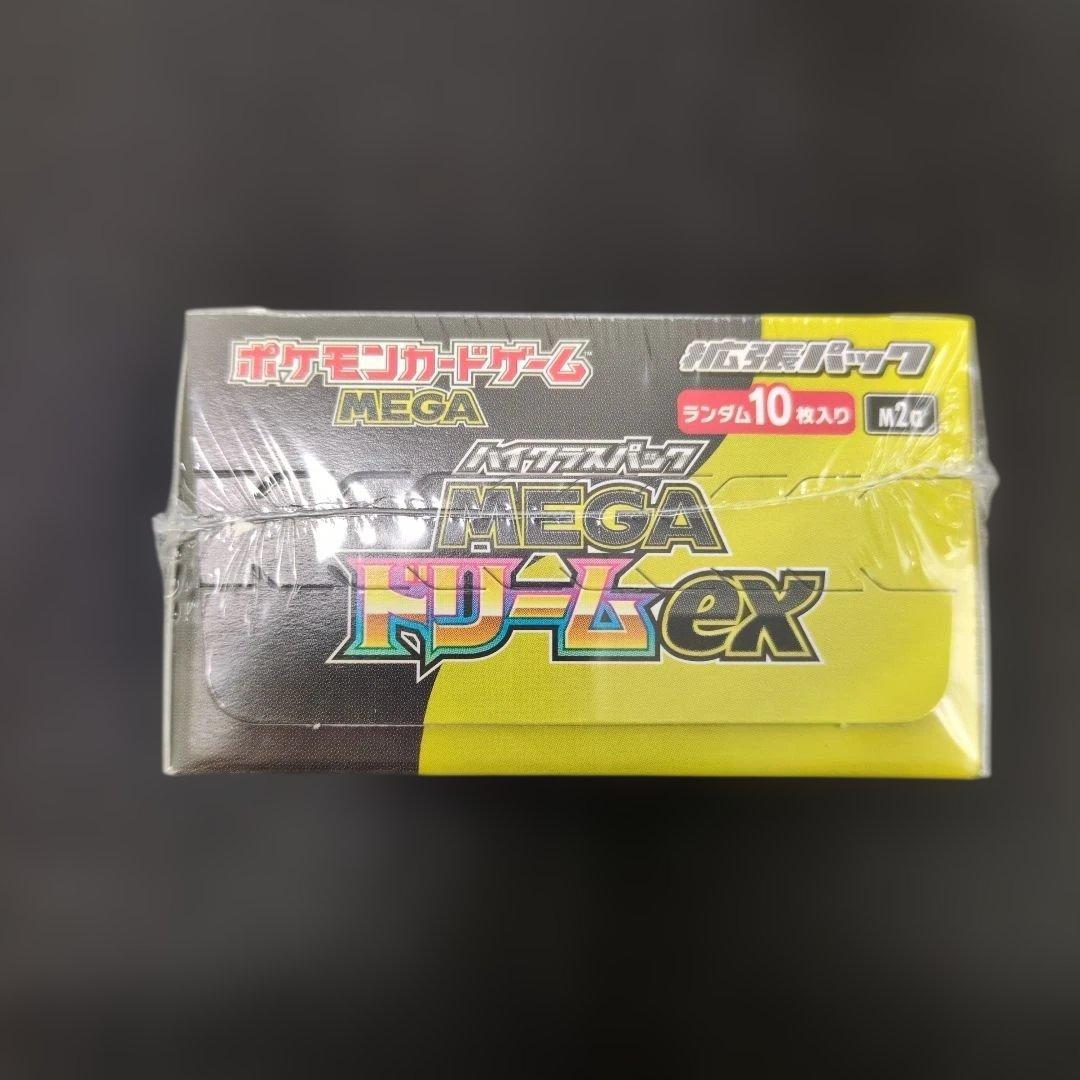 ポケモンカードゲーム™
MEGA
拡張パック
ランダム10枚入り
M2a
ハイクラスパック
MEGA
ドリームex